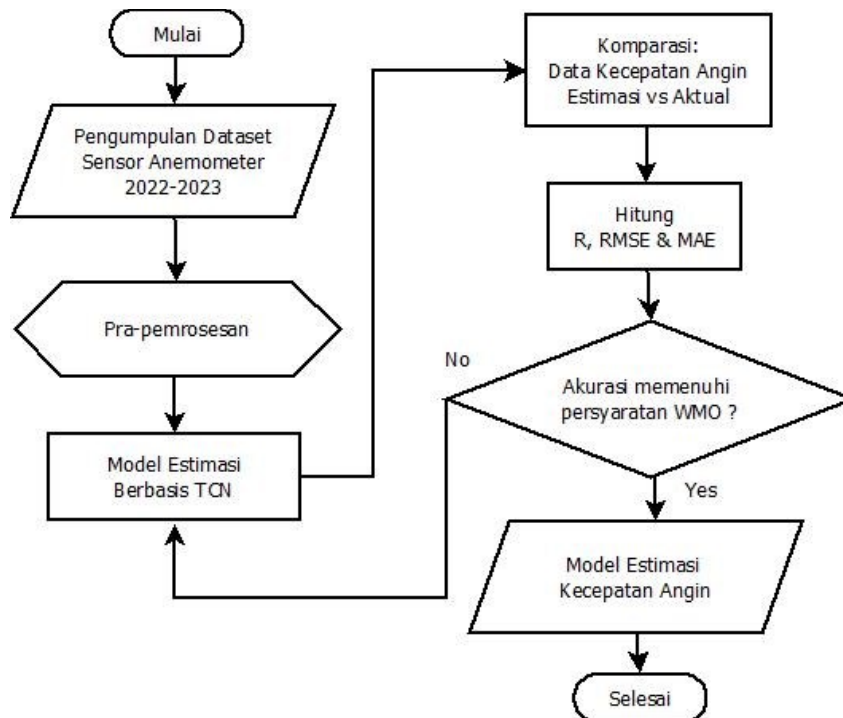 Mulai
Pengumpulan Dataset
Sensor Anemometer
2022-2023
Pra-pemrosesan
Model Estimasi
Berbasis TCN
Komparasi:
Data Kecepatan Angin
Estimasi vs Aktual
Hitung
R, RMSE & MAE
Akurasi memenuhi
persyaratan WMO ?
No
Yes
Model Estimasi
Kecepatan Angin
Selesai